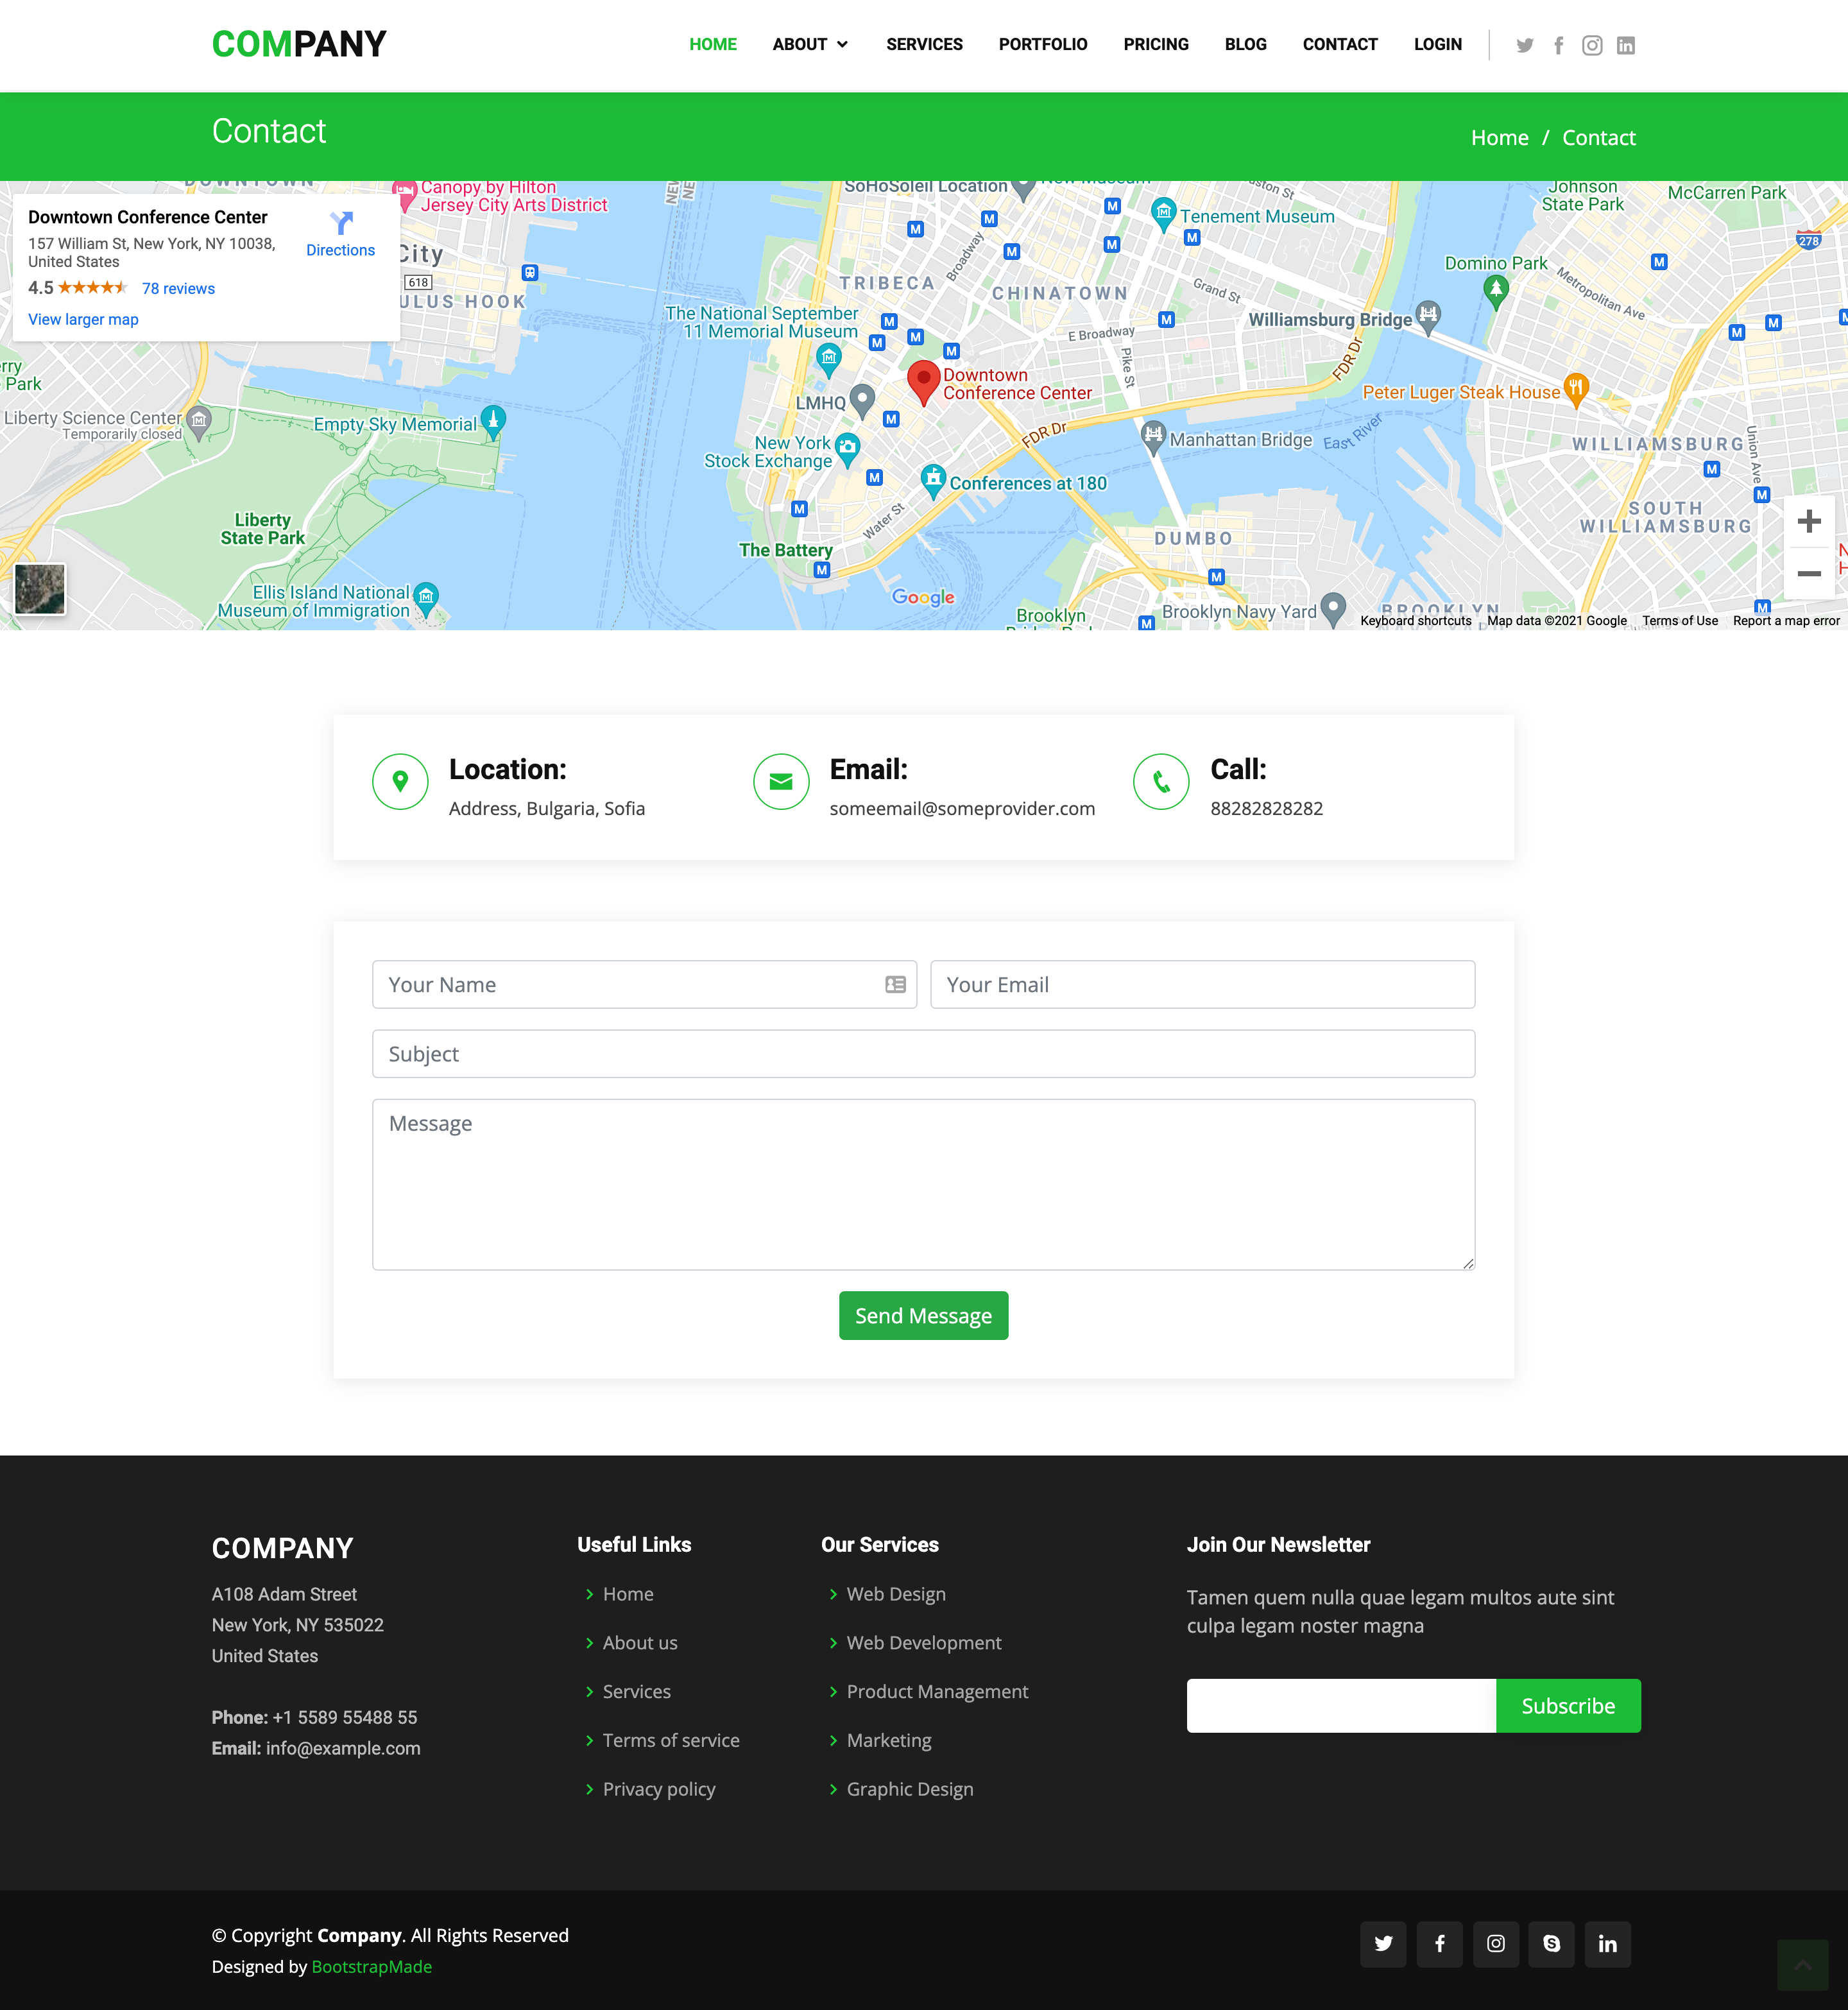 COMPANY
HOME
ABOUT
SERVICES
PORTFOLIO
PRICING
BLOG
CONTACT
LOGIN
Contact
Home / Contact
Downtown Conference Center
157 William St, New York, NY 10038,
United States
Directions
4.5
78 reviews
View larger map
Canopy by Hilton
Jersey City Arts District
City
618
ULUS HOOK
SoHoSoleil Location
Tenement Museum
Johnson
State Park
McCarren Park
278
Domino Park
Metropolitan Ave
TRIBECA
Broadway
CHINATOWN
Grand St
The National September
11 Memorial Museum
E Broadway
Williamsburg Bridge
Pike St
FDR Dr
Downtown
Conference Center
Peter Luger Steak House
LMHQ
Park
Liberty Science Center
Temporarily closed
Empty Sky Memorial
New York
Stock Exchange
FDR Dr
Manhattan Bridge
East River
WILLIAMSBURG
Union Ave
Conferences at 180
Water St
SOUTH
WILLIAMSBURG
Liberty
State Park
The Battery
DUMBO
Ellis Island National
Museum of Immigration
Google
Brooklyn
Brooklyn Navy Yard
BROOKLYN
Keyboard shortcuts
Map data ©2021 Google
Terms of Use
Report a map error
Location:
Address, Bulgaria, Sofia
Email:
someemail@someprovider.com
Call:
88282828282
Your Name
Your Email
Subject
Message
Send Message
COMPANY
A108 Adam Street
New York, NY 535022
United States
Phone: +1 5589 55488 55
Email: info@example.com
Useful Links
Home
About us
Services
Terms of service
Privacy policy
Our Services
Web Design
Web Development
Product Management
Marketing
Graphic Design
Join Our Newsletter
Tamen quem nulla quae legam multos aute sint
culpa legam noster magna
Subscribe
© Copyright Company. All Rights Reserved
Designed by BootstrapMade